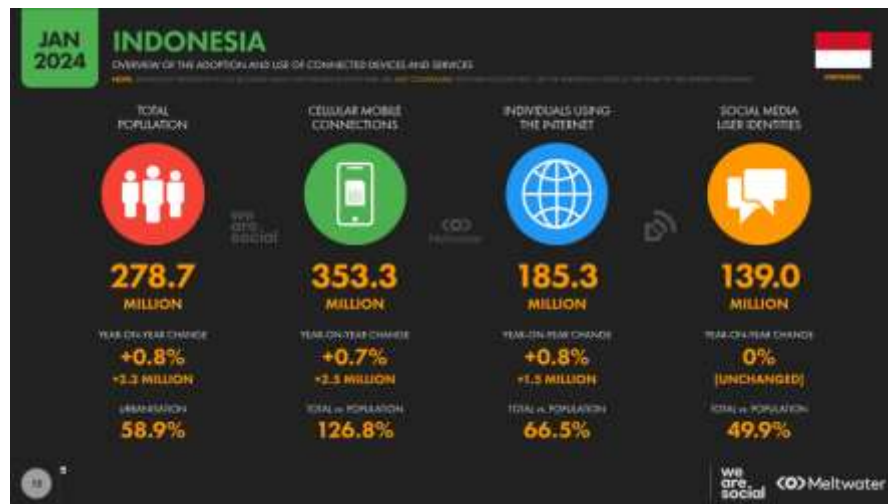 JAN
2024
INDONESIA
OVERVIEW OF THE ADOPTION AND USE OF CONNECTED DEVICES AND SERVICES
TOTAL
POPULATION
CELLULAR MOBILE
CONNECTIONS
INDIVIDUALS USING
THE INTERNET
SOCIAL MEDIA
USER IDENTITIES
we
are.
social
Meltwater
278.7
MILLION
353.3
MILLION
185.3
MILLION
139.0
MILLION
YEAR-ON-YEAR CHANGE
+0.8%
YEAR-ON-YEAR CHANGE
+0.7%
+2.5 MILLION
YEAR-ON-YEAR CHANGE
+0.8%
+1.5 MILLION
YEAR-ON-YEAR CHANGE
0%
[UNCHANGED]
URBANISATION
58.9%
TOTAL vs. POPULATION
126.8%
TOTAL vs. POPULATION
66.5%
TOTAL vs. POPULATION
49.9%
we
are.
social
Meltwater